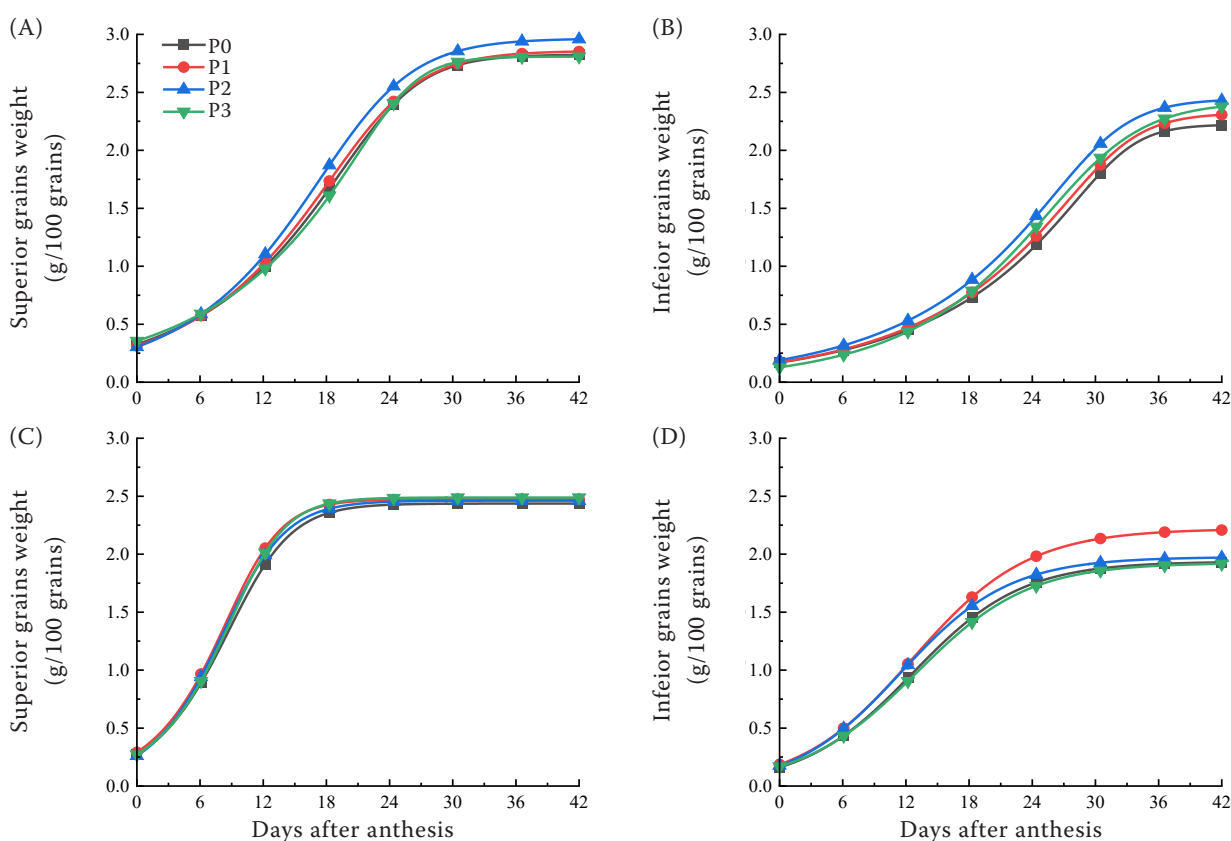 (A)
Superior grains weight
(g/100 grains)
3.0
2.5
2.0
1.5
1.0
0.5
0.0
P0
P1
P2
P3
0 6 12 18 24 30 36 42
(B)
Infeior grains weight
(g/100 grains)
3.0
2.5
2.0
1.5
1.0
0.5
0.0
0 6 12 18 24 30 36 42
(C)
Superior grains weight
(g/100 grains)
3.0
2.5
2.0
1.5
1.0
0.5
0.0
0 6 12 18 24 30 36 42
Days after anthesis
(D)
Infeior grains weight
(g/100 grains)
3.0
2.5
2.0
1.5
1.0
0.5
0.0
0 6 12 18 24 30 36 42
Days after anthesis